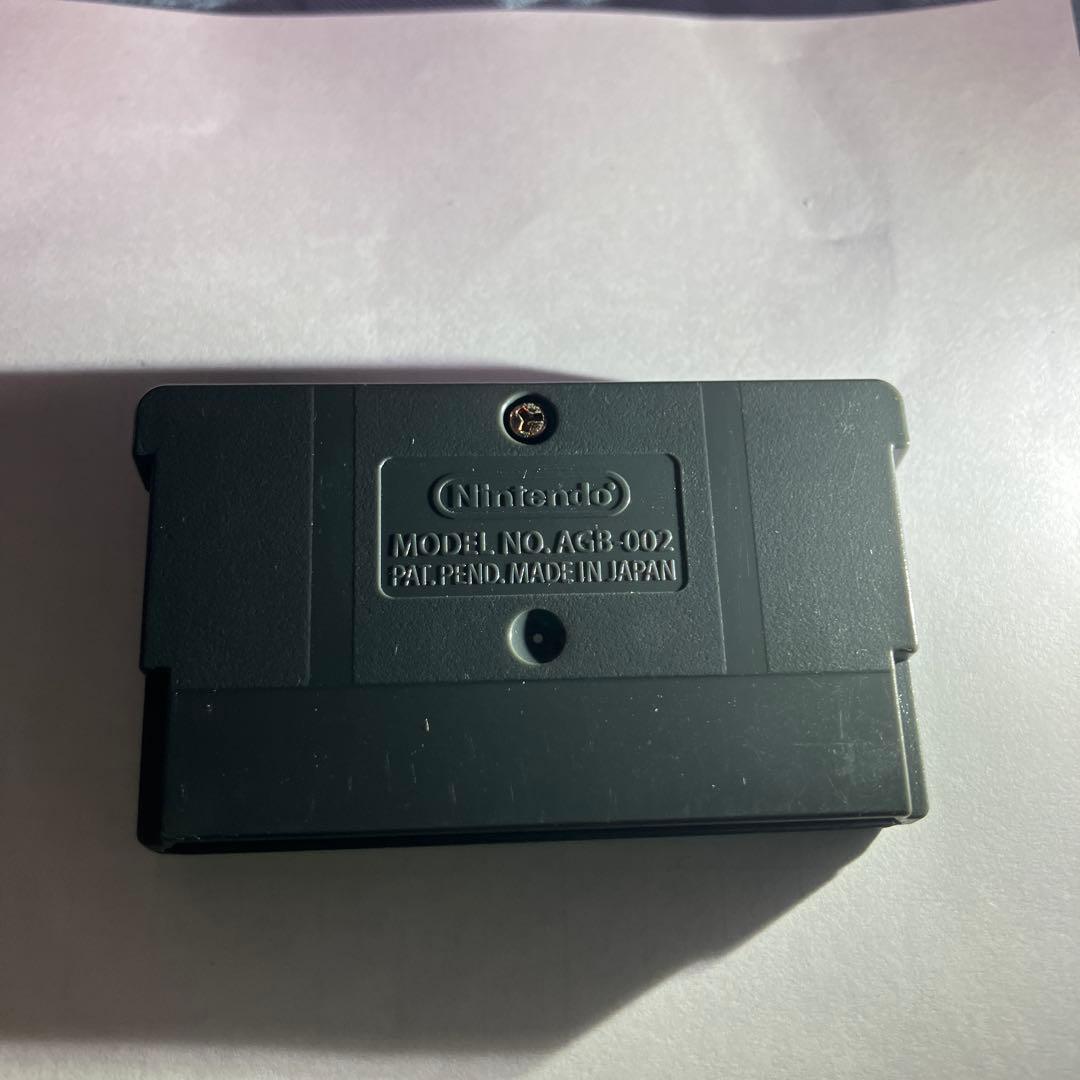 Nintendo
MODEL NO. AGB-002
PAT. PEND. MADE IN JAPAN